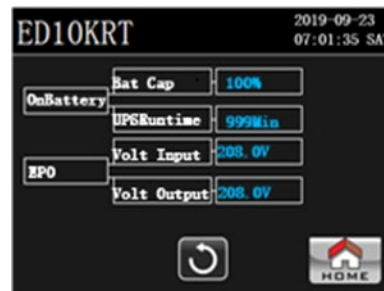 ED10KRT
2019-09-23
07:01:35 SA
Bat Cap 100%
OnBattery
UPSRuntime 999Min
Volt Input 208.0V
EPO
Volt Output 208.0V
HOME